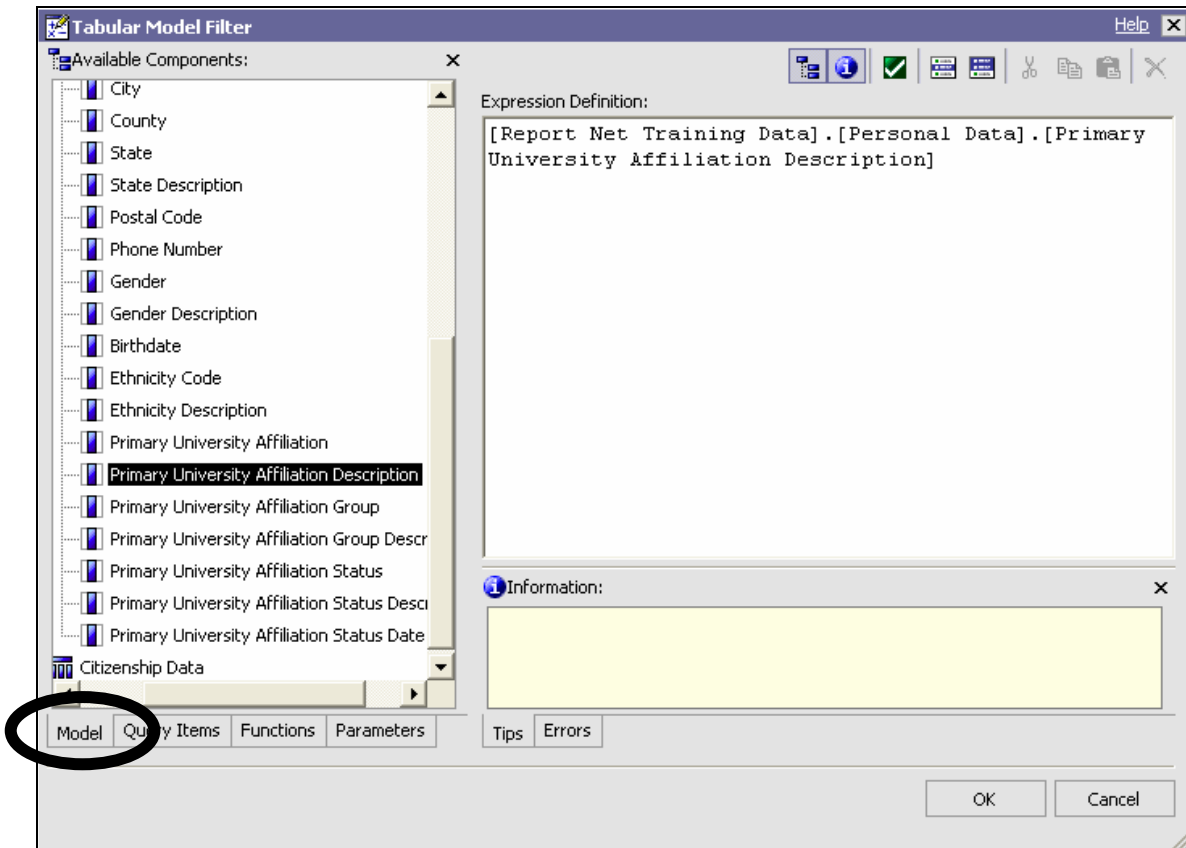 Tabular Model Filter
Help
Available Components:
City
County
State
State Description
Postal Code
Phone Number
Gender
Gender Description
Birthdate
Ethnicity Code
Ethnicity Description
Primary University Affiliation
Primary University Affiliation Description
Primary University Affiliation Group
Primary University Affiliation Group Descr
Primary University Affiliation Status
Primary University Affiliation Status Descr
Primary University Affiliation Status Date
Citizenship Data
Model
Query Items
Functions
Parameters
Expression Definition:
[Report Net Training Data].[Personal Data].[Primary
University Affiliation Description]
Information:
Tips
Errors
OK
Cancel